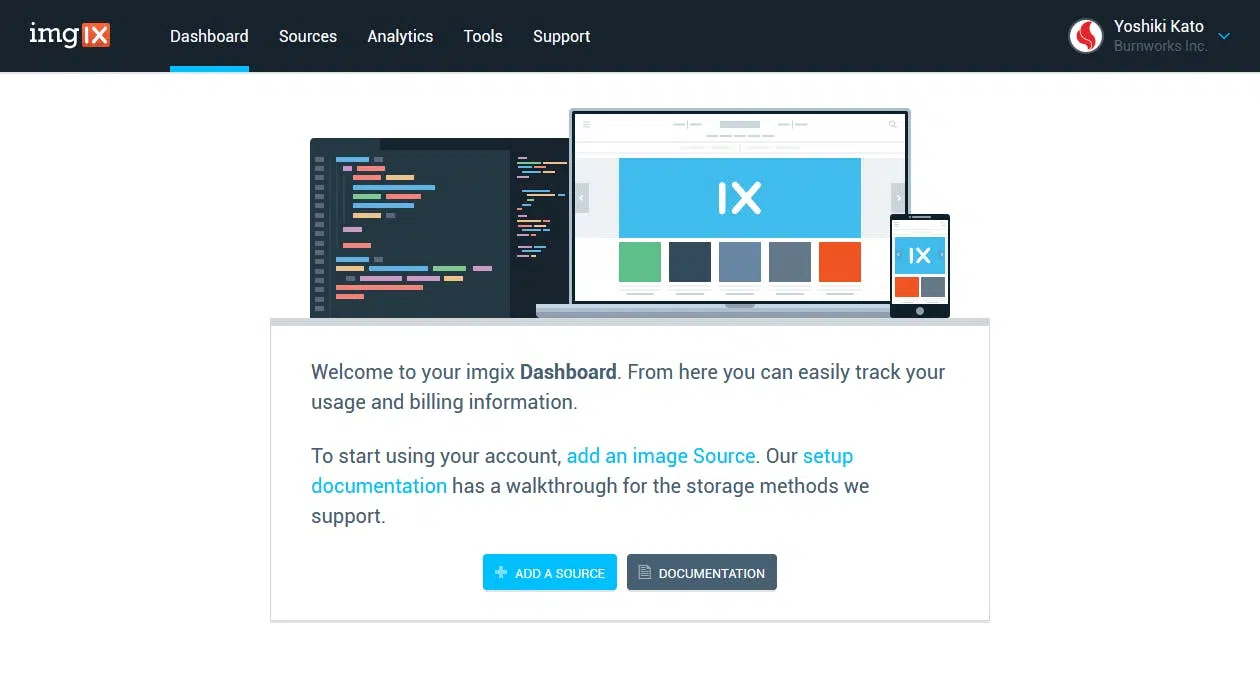 imgIX
Dashboard
Sources
Analytics
Tools
Support
Yoshiki Kato
Burnworks Inc.
IX
IX
Welcome to your imgix Dashboard. From here you can easily track your
usage and billing information.
To start using your account, add an image Source. Our setup
documentation has a walkthrough for the storage methods we
support.
ADD A SOURCE
DOCUMENTATION